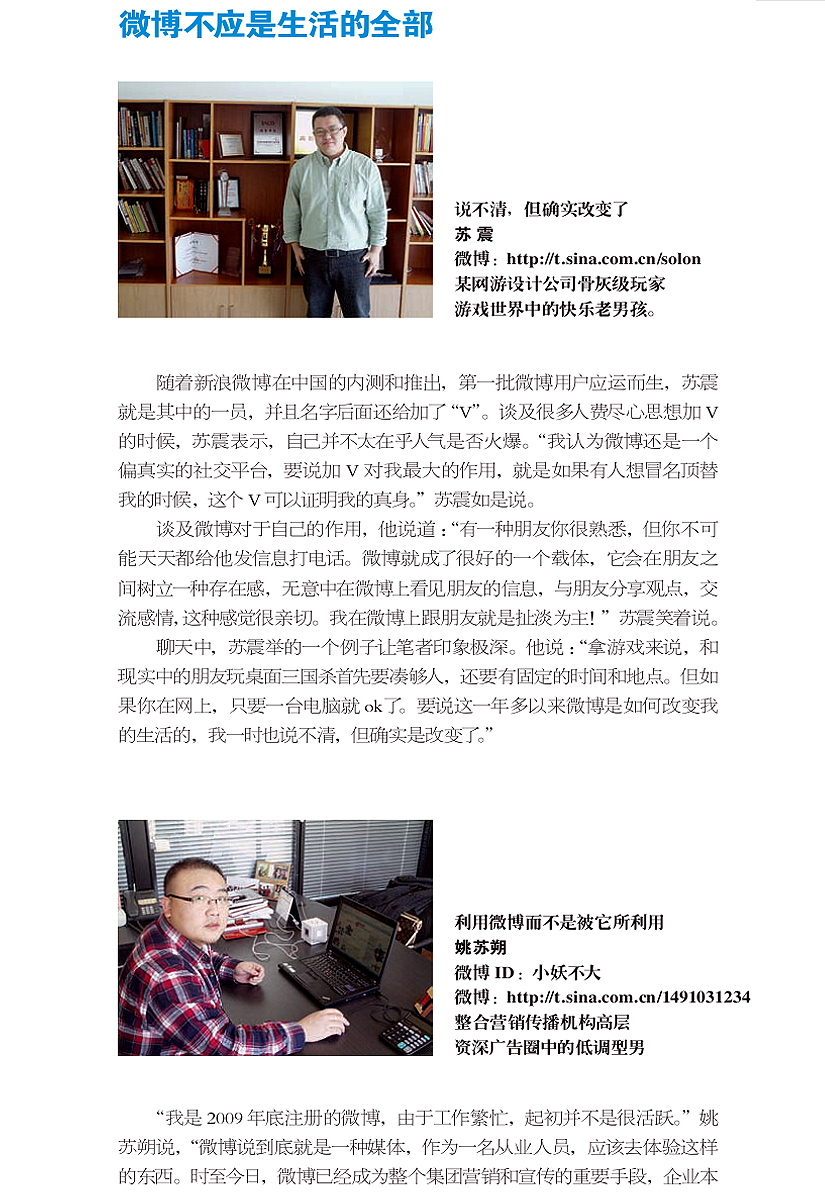 微博不应是生活的全部
说不清，但确实改变了
苏 震
微博：http://t.sina.com.cn/solon
某网游设计公司骨灰级玩家
游戏世界中的快乐老男孩。
随着新浪微博在中国的内测和推出，第一批微博用户应运而生，苏震
就是其中的一员，并且名字后面还给加了“V”。谈及很多人费尽心思想加 V
的时候，苏震表示，自己并不太在乎人气是否火爆。“我认为微博还是一个
偏真实的社交平台，要说加 V 对我最大的作用，就是如果有人想冒名顶替
我的时候，这个 V 可以证明我的真身。”苏震如是说。
谈及微博对于自己的作用，他说道：“有一种朋友你很熟悉，但你不可
能天天都给他发信息打电话。微博就成了很好的一个载体，它会在朋友之
间树立一种存在感，无意中在微博上看见朋友的信息，与朋友分享观点，交
流感情，这种感觉很亲切。我在微博上跟朋友就是扯淡为主！”苏震笑着说。
聊天中，苏震举的一个例子让笔者印象极深。他说：“拿游戏来说，和
现实中的朋友玩桌面三国杀首先要凑够人，还要有固定的时间和地点。但如
果你在网上，只要一台电脑就 ok 了。要说这一年多以来微博是如何改变我
的生活的，我一时也说不清，但确实是改变了。”
利用微博而不是被它所利用
姚苏朔
微博 ID：小妖不大
微博：http://t.sina.com.cn/1491031234
整合营销传播机构高层
资深广告圈中的低调型男
“我是 2009 年底注册的微博，由于工作繁忙，起初并不是很活跃。”姚
苏朔说，“微博说到底就是一种媒体，作为一名从业人员，应该去体验这样
的东西。时至今日，微博已经成为整个集团营销和宣传的重要手段，企业本